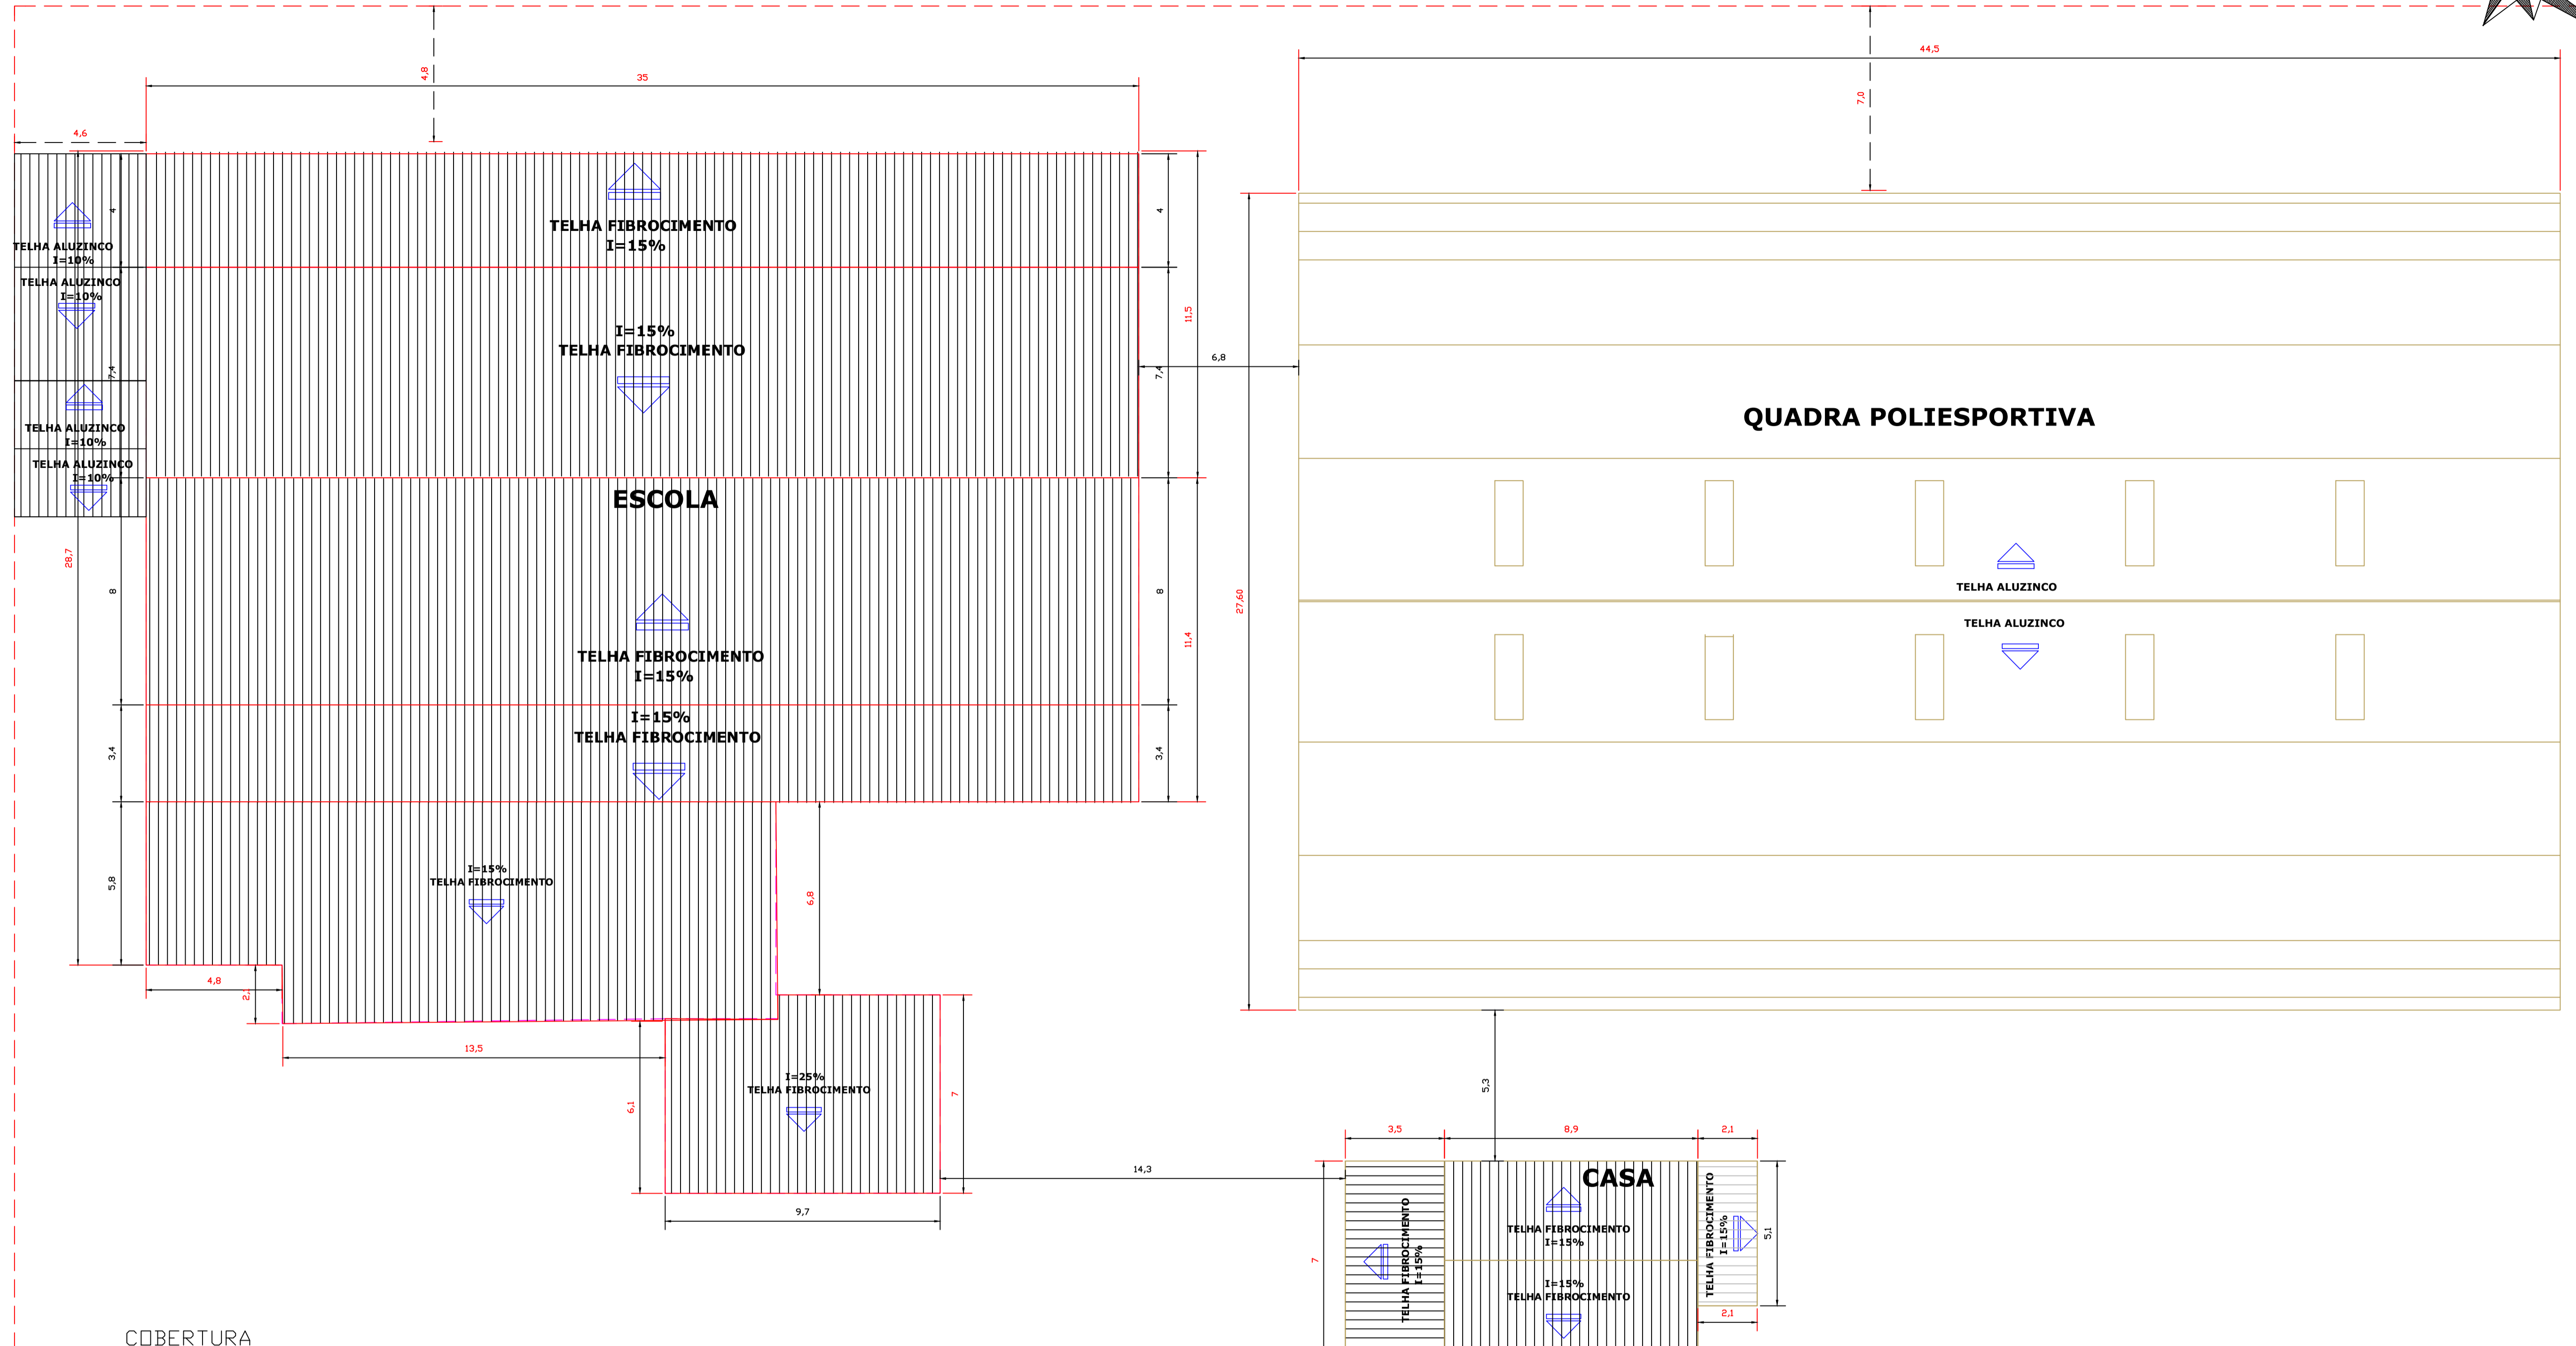 44,5
4,8
35
7,0
4,6
4
TELHA FIBROCIMENTO
I=15%
4
TELHA ALUZINCO
I=10%
TELHA ALUZINCO
I=10%
11,5
I=15%
TELHA FIBROCIMENTO
6,8
7,4
7,4
QUADRA POLIESPORTIVA
TELHA ALUZINCO
I=10%
TELHA ALUZINCO
I=10%
ESCOLA
28,7
8
8
27,60
TELHA ALUZINCO
TELHA ALUZINCO
11,4
TELHA FIBROCIMENTO
I=15%
I=15%
TELHA FIBROCIMENTO
3,4
3,4
I=15%
TELHA FIBROCIMENTO
5,8
6,8
4,8
13,5
I=25%
TELHA FIBROCIMENTO
6,1
7
5,3
3,5
8,9
2,1
14,3
CASA
9,7
TELHA FIBROCIMENTO
I=15%
TELHA FIBROCIMENTO
I=15%
I=15%
TELHA FIBROCIMENTO
TELHA FIBROCIMENTO
I=15%
5,1
7
2,1
COBERTURA